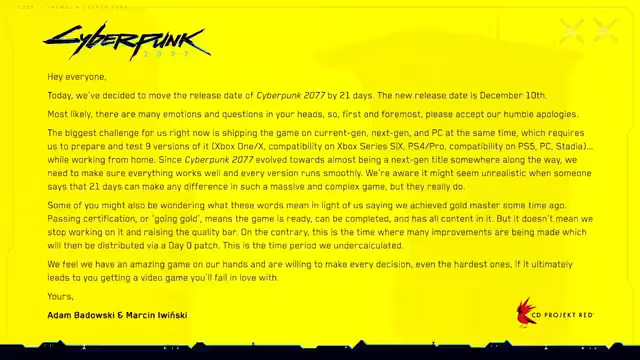 CYBERPUNK
2077
Hey everyone,
Today, we've decided to move the release date of Cyberpunk 2077 by 21 days. The new release date is December 10th.
Most likely, there are many emotions and questions in your heads, so, first and foremost, please accept our humble apologies.
The biggest challenge for us right now is shipping the game on current-gen, next-gen, and PC at the same time, which requires
us to prepare and test 9 versions of it (Xbox One/X, compatibility on Xbox Series S|X, PS4/Pro, compatibility on PS5, PC, Stadia)...
while working from home. Since Cyberpunk 2077 evolved towards almost being a next-gen title somewhere along the way, we
need to make sure everything works well and every version runs smoothly. We're aware it might seem unrealistic when someone
says that 21 days can make any difference in such a massive and complex game, but they really do.
Some of you might also be wondering what these words mean in light of us saying we achieved gold master some time ago.
Passing certification, or 'going gold', means the game is ready, can be completed, and has all content in it. But it doesn't mean we
stop working on it and raising the quality bar. On the contrary, this is the time where many improvements are being made which
will then be distributed via a Day 0 patch. This is the time period we undercalculated.
We feel we have an amazing game on our hands and are willing to make every decision, even the hardest ones, if it ultimately
leads to you getting a video game you'll fall in love with.
Yours,
Adam Badowski & Marcin Iwiński
CD PROJEKT RED